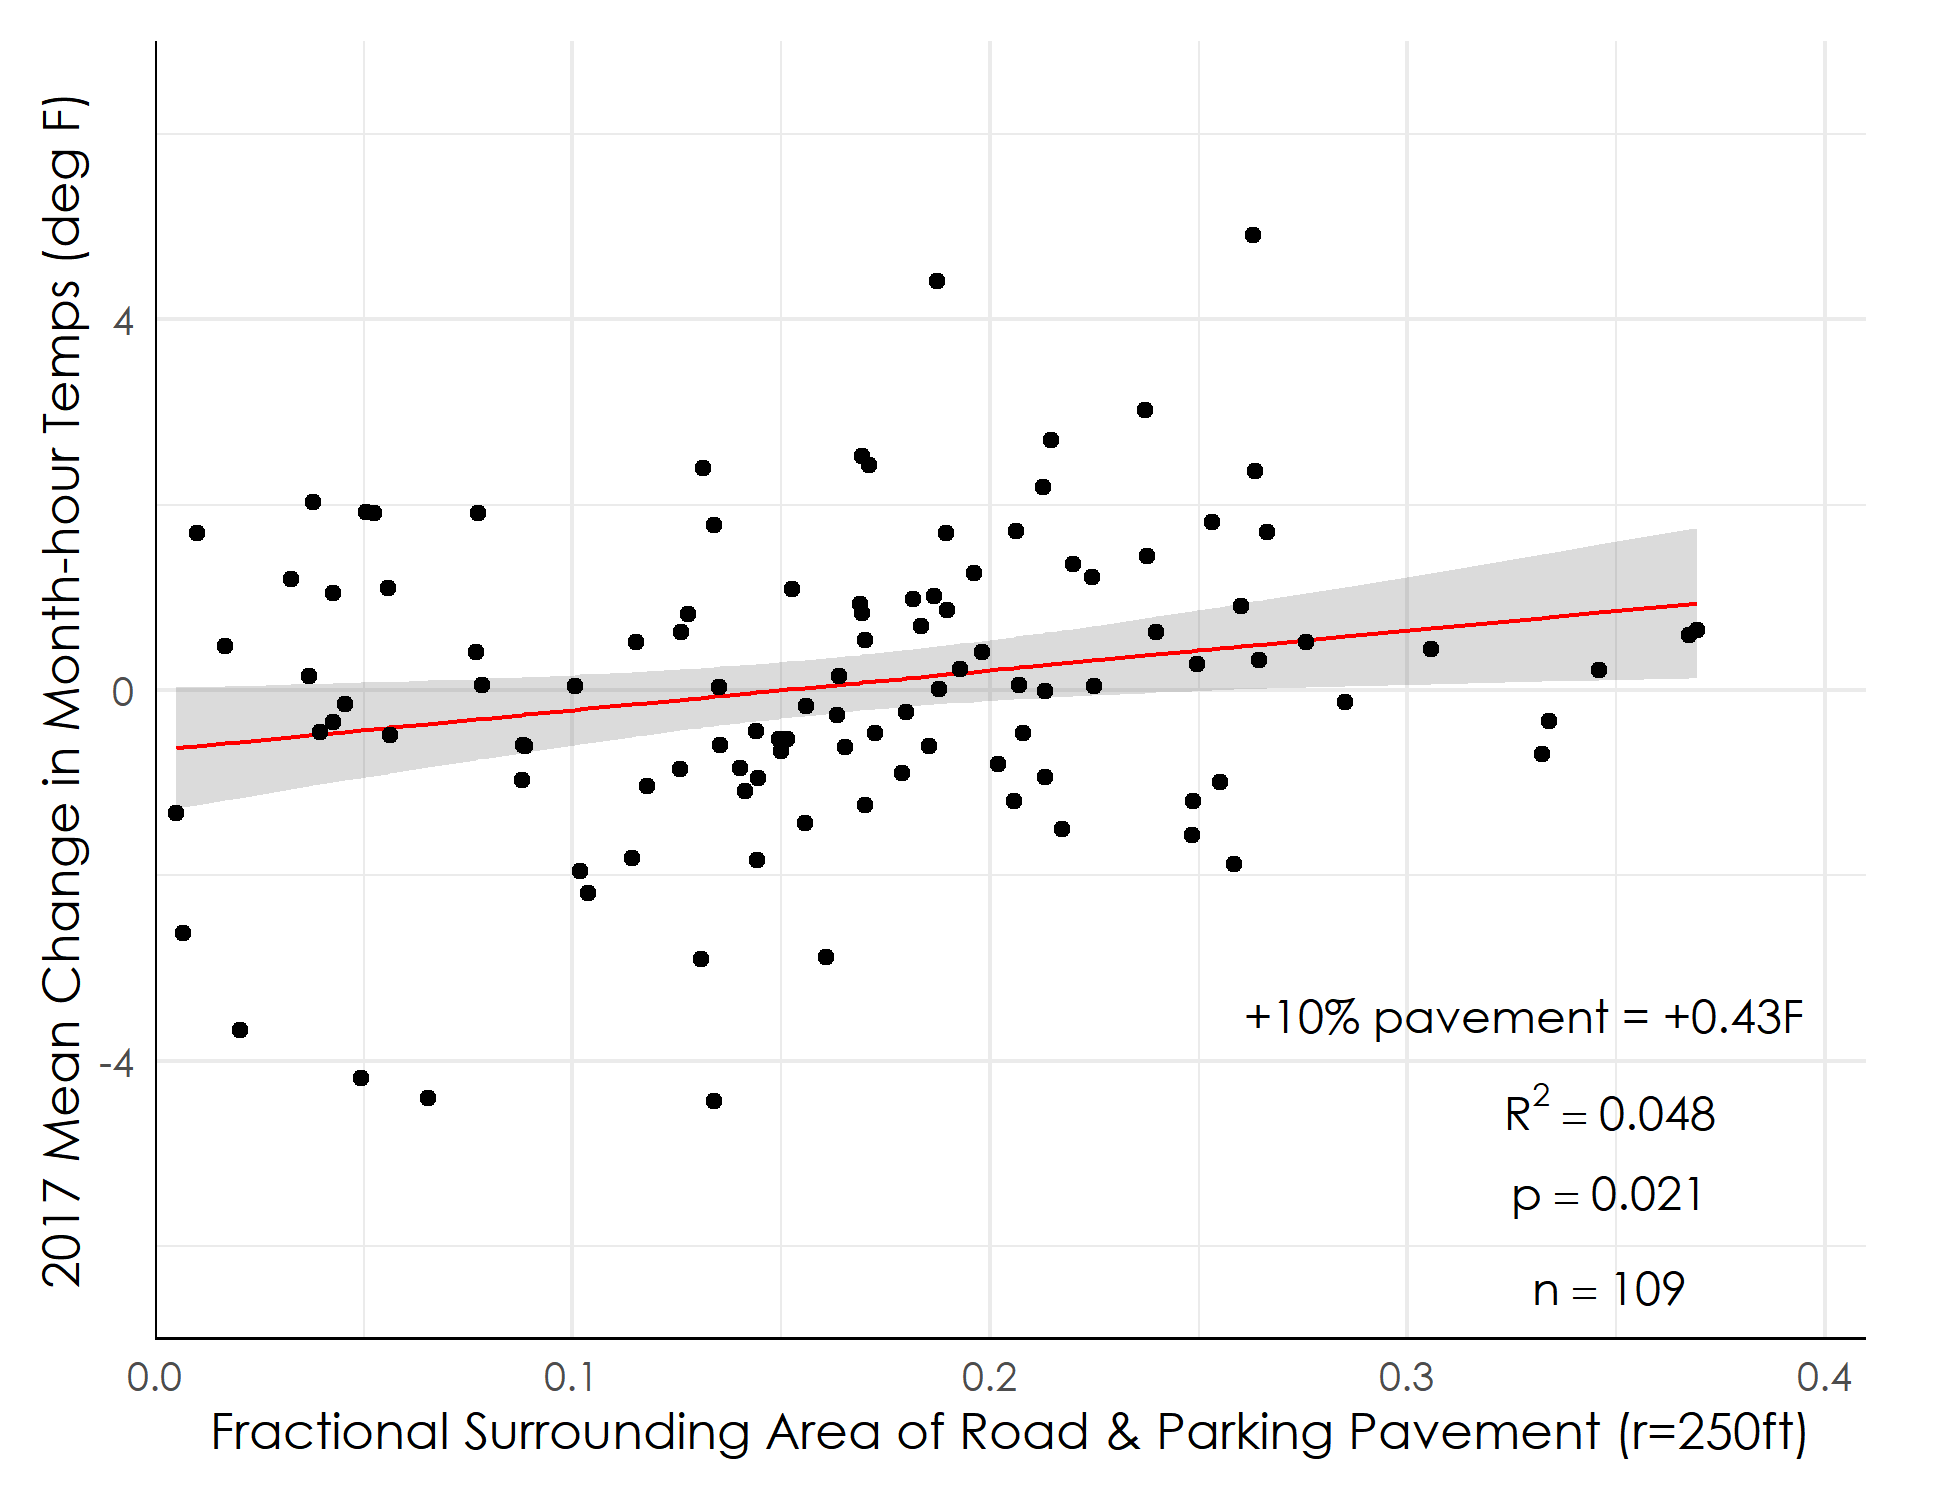 2017 Mean Change in Month-hour Temps (deg F)
4
0
-4
+10% pavement = +0.43F
R² = 0.048
p = 0.021
n = 109
0.0 0.1 0.2 0.3 0.4
Fractional Surrounding Area of Road & Parking Pavement (r=250ft)